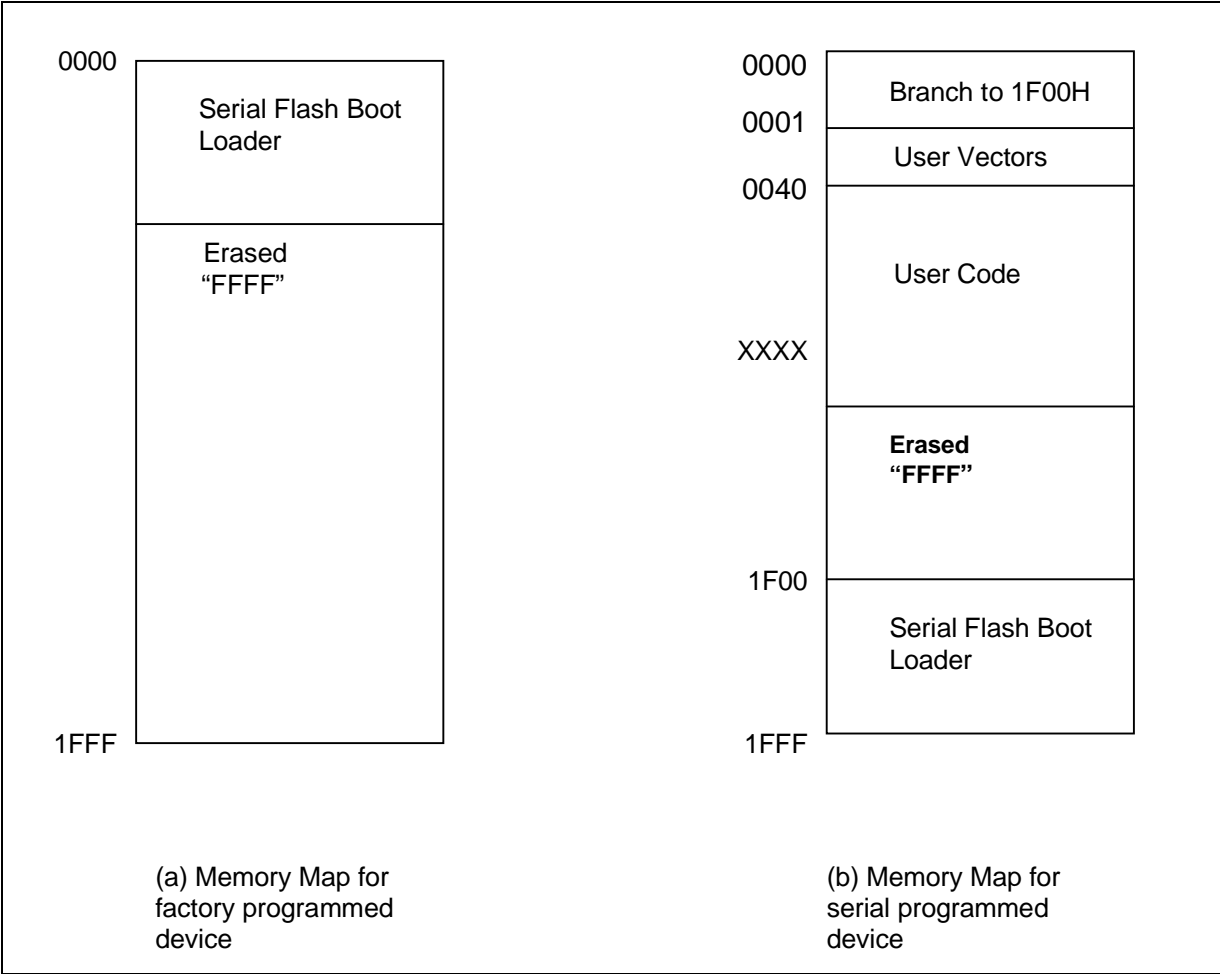 0000
Serial Flash Boot
Loader
Erased
“FFFF”
1FFF
(a) Memory Map for
factory programmed
device
0000
Branch to 1F00H
0001
User Vectors
0040
User Code
XXXX
Erased
“FFFF”
1F00
Serial Flash Boot
Loader
1FFF
(b) Memory Map for
serial programmed
device